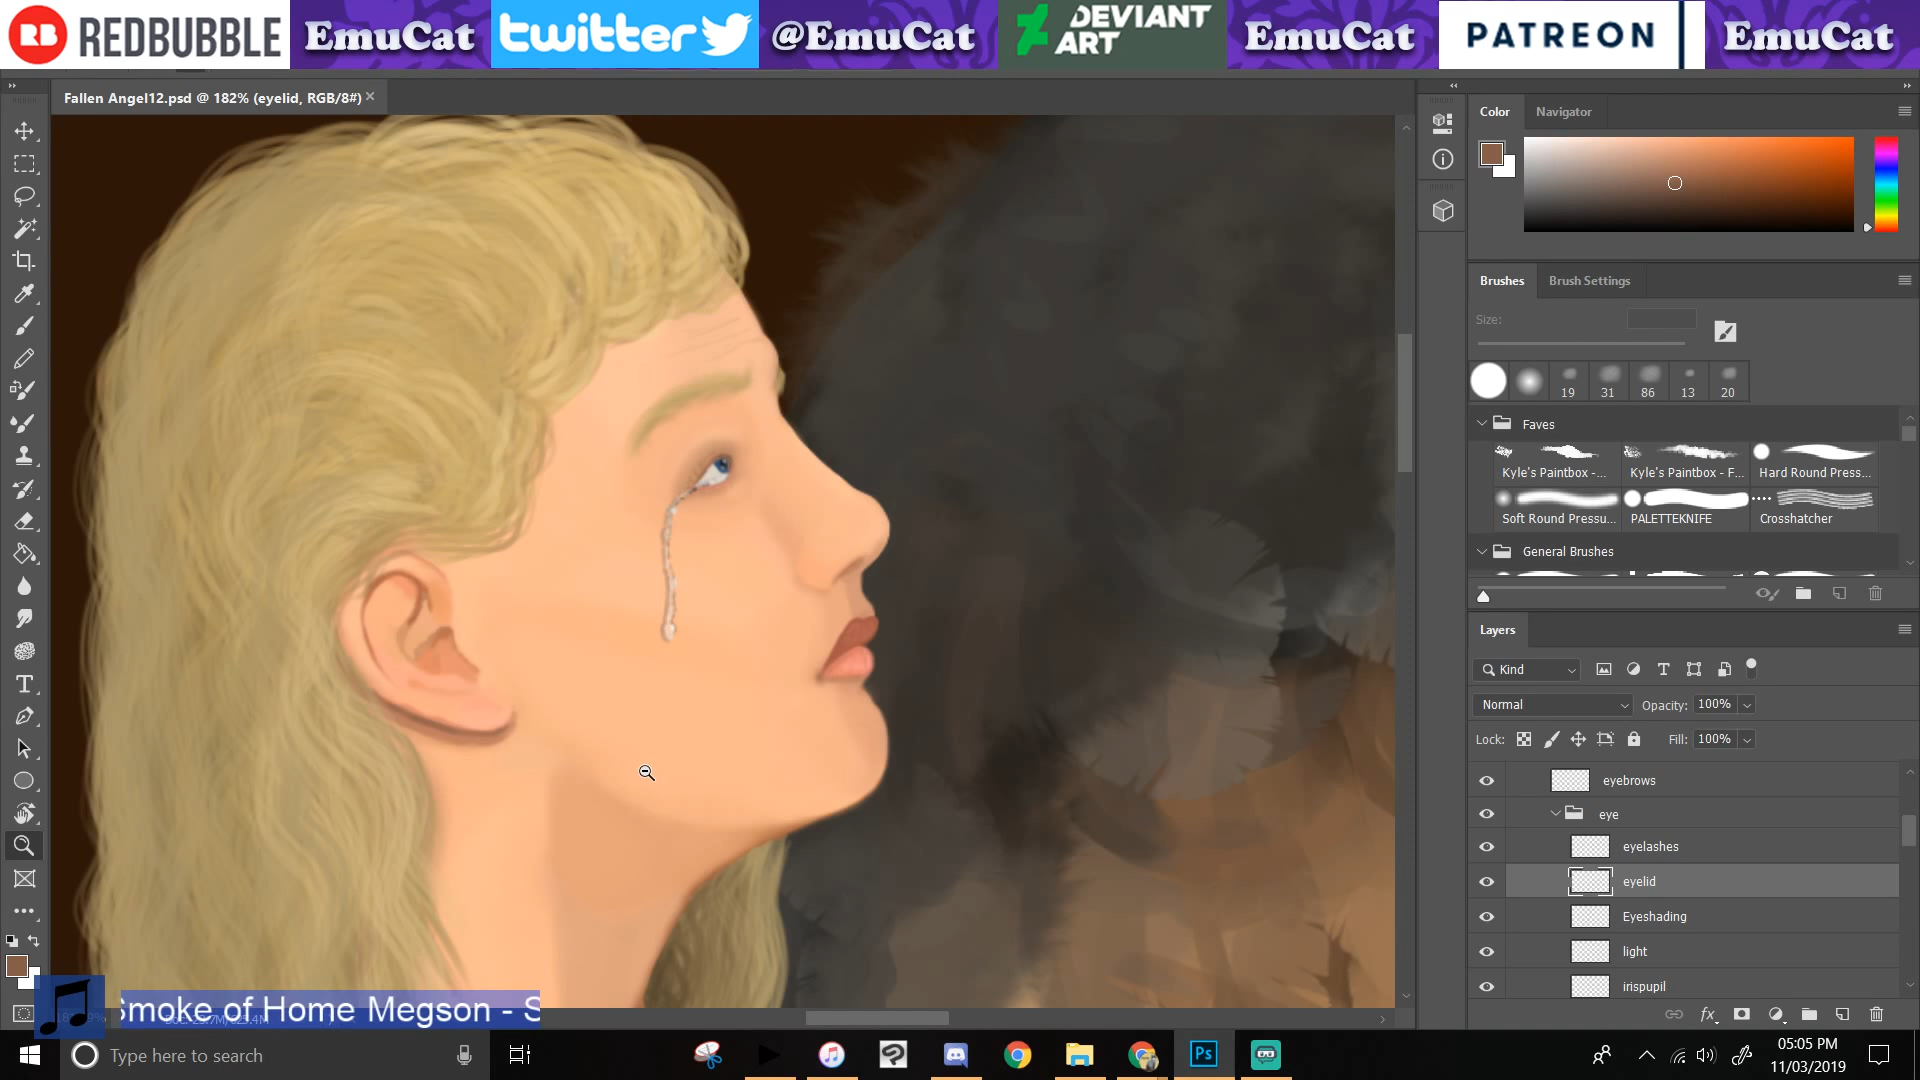 REDBUBBLE EmuCat twitter @EmuCat DEVIANT ART EmuCat PATREON EmuCat
Fallen Angel12.psd @ 182% (eyelid, RGB/8#)
Color Navigator
Brushes Brush Settings
Size:
19 31 86 13 20
Faves
Kyle's Paintbox -... Kyle's Paintbox - F... Hard Round Press...
Soft Round Pressu... PALETTEKNIFE Crosshatcher
General Brushes
Layers
Kind
Normal Opacity: 100%
Lock: Fill: 100%
eyebrows
eye
eyelashes
eyelid
Eyeshading
light
irispupil
Smoke of Home Megson - S
Type here to search
Ps
05:05 PM
11/03/2019